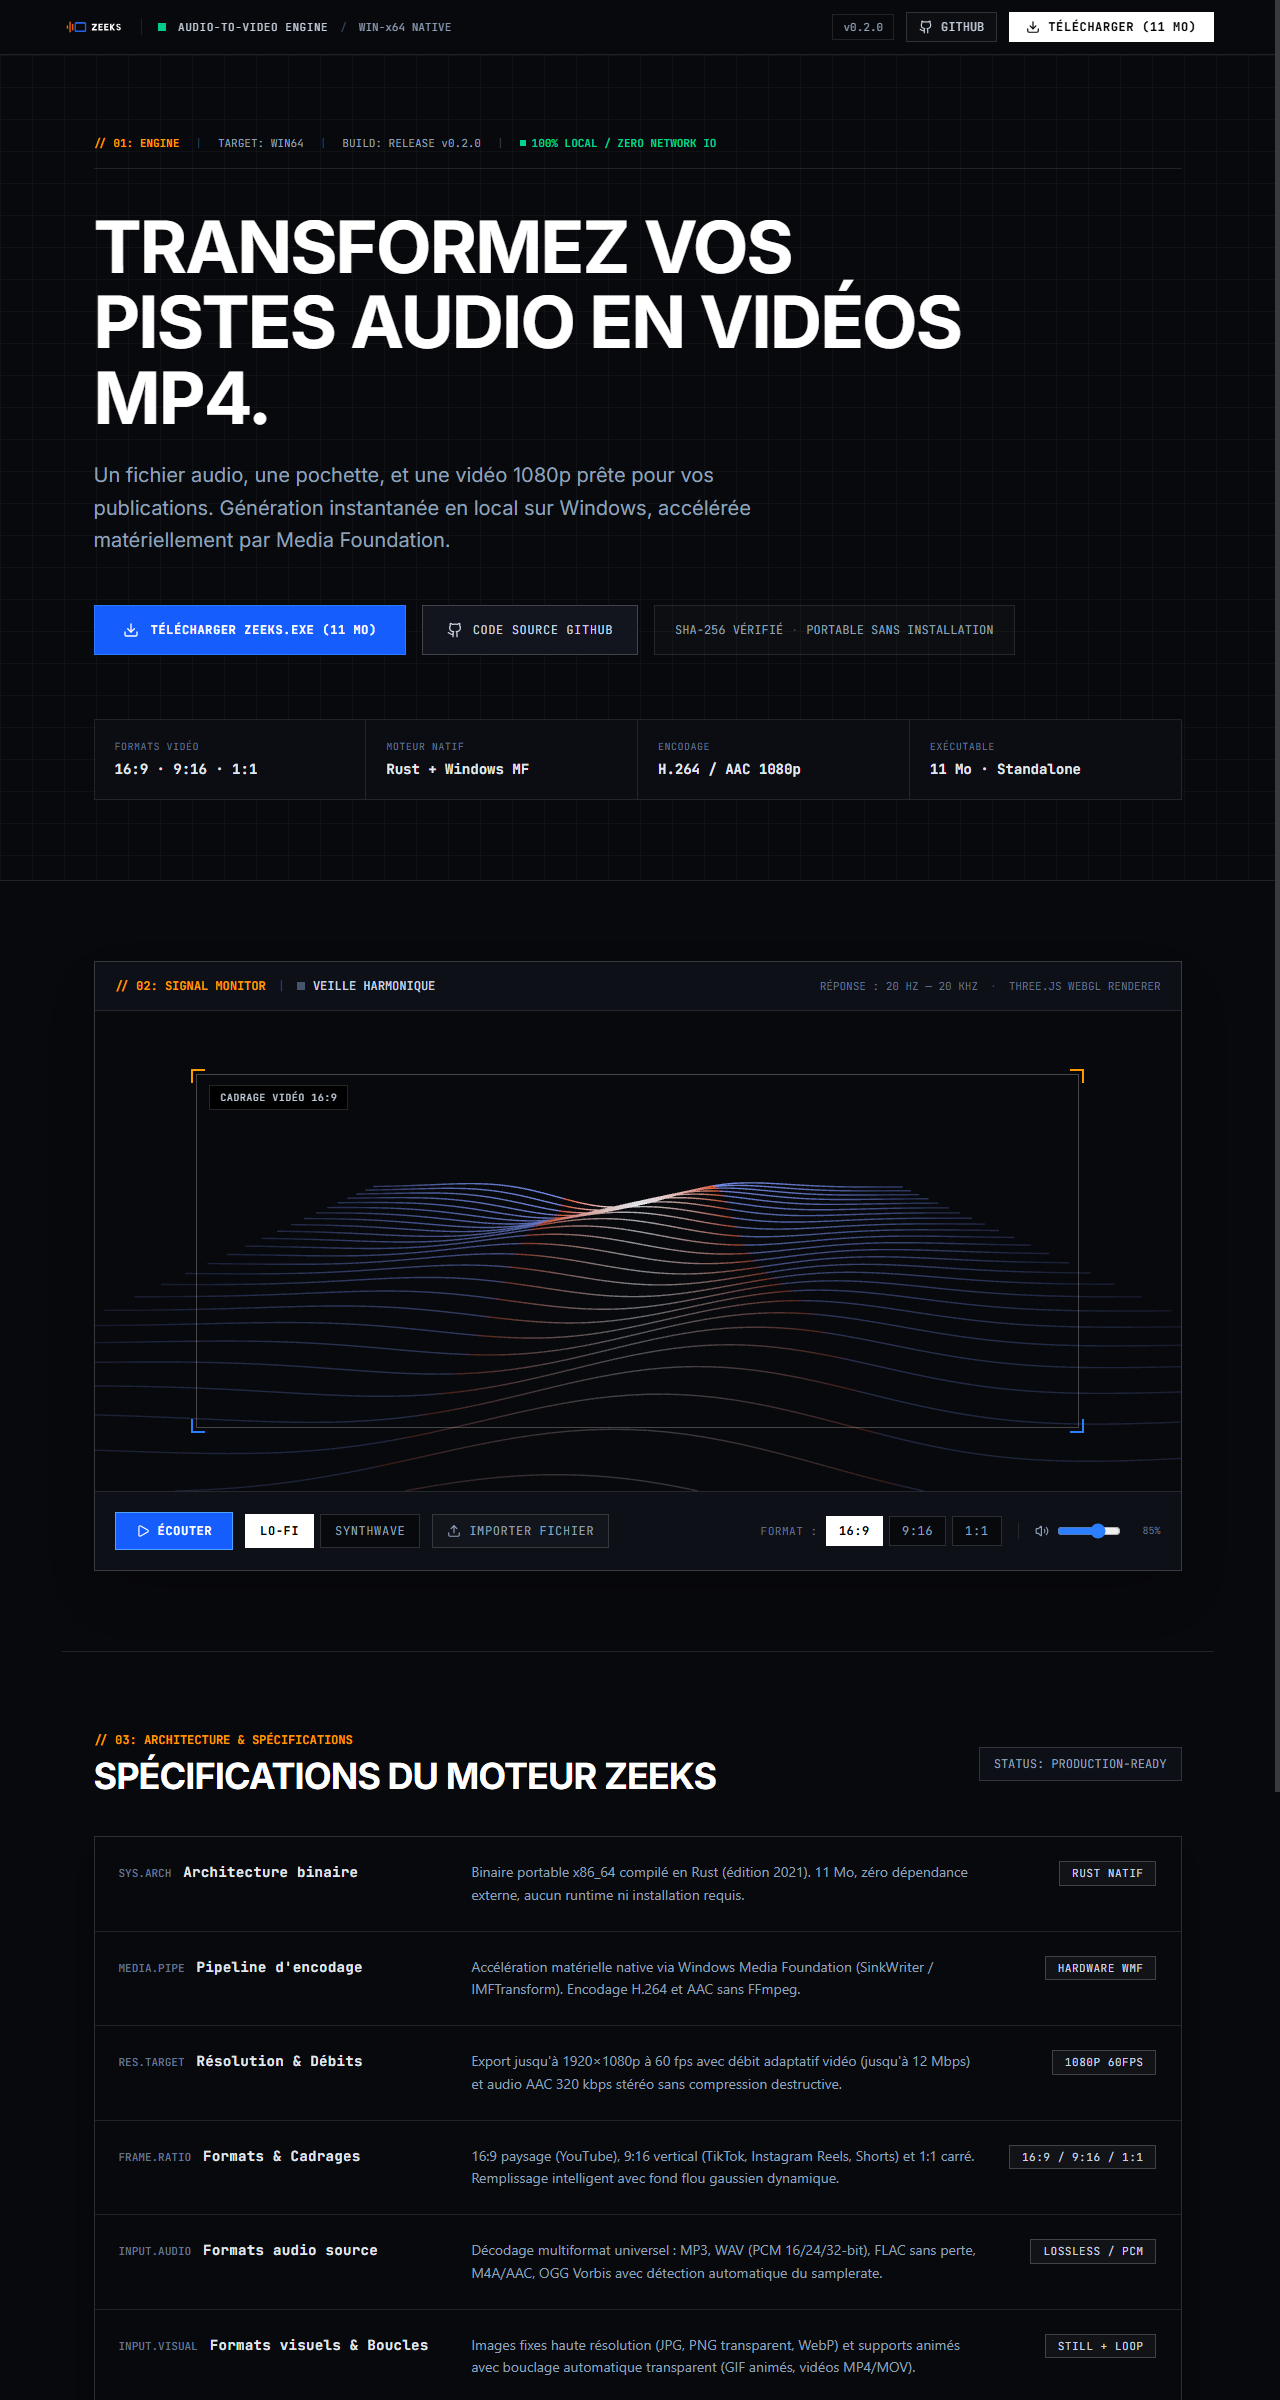 ZEEKS
AUDIO-TO-VIDEO ENGINE / WIN-x64 NATIVE
v0.2.0
GITHUB
TÉLÉCHARGER (11 MO)
// 01: ENGINE | TARGET: WIN64 | BUILD: RELEASE v0.2.0 | 100% LOCAL / ZERO NETWORK IO
TRANSFORMEZ VOS
PISTES AUDIO EN VIDÉOS
MP4.
Un fichier audio, une pochette, et une vidéo 1080p prête pour vos
publications. Génération instantanée en local sur Windows, accélérée
matériellement par Media Foundation.
TÉLÉCHARGER ZEEKS.EXE (11 MO)
CODE SOURCE GITHUB
SHA-256 VÉRIFIÉ · PORTABLE SANS INSTALLATION
FORMATS VIDÉO
16:9 · 9:16 · 1:1
MOTEUR NATIF
Rust + Windows MF
ENCODAGE
H.264 / AAC 1080p
EXÉCUTABLE
11 Mo · Standalone
// 02: SIGNAL MONITOR | VEILLE HARMONIQUE
RÉPONSE : 20 HZ — 20 KHZ · THREE.JS WEBGL RENDERER
CADRAGE VIDÉO 16:9
ÉCOUTER
LO-FI
SYNTHWAVE
IMPORTER FICHIER
FORMAT :
16:9
9:16
1:1
85%
// 03: ARCHITECTURE & SPÉCIFICATIONS
SPÉCIFICATIONS DU MOTEUR ZEEKS
STATUS: PRODUCTION-READY
SYS.ARCH Architecture binaire
Binaire portable x86_64 compilé en Rust (édition 2021). 11 Mo, zéro dépendance
externe, aucun runtime ni installation requis.
RUST NATIF
MEDIA.PIPE Pipeline d'encodage
Accélération matérielle native via Windows Media Foundation (SinkWriter /
IMFTransform). Encodage H.264 et AAC sans FFmpeg.
HARDWARE WMF
RES.TARGET Résolution & Débits
Export jusqu'à 1920×1080p à 60 fps avec débit adaptatif vidéo (jusqu'à 12 Mbps)
et audio AAC 320 kbps stéréo sans compression destructive.
1080P 60FPS
FRAME.RATIO Formats & Cadrages
16:9 paysage (YouTube), 9:16 vertical (TikTok, Instagram Reels, Shorts) et 1:1 carré.
Remplissage intelligent avec fond flou gaussien dynamique.
16:9 / 9:16 / 1:1
INPUT.AUDIO Formats audio source
Décodage multiformat universel : MP3, WAV (PCM 16/24/32-bit), FLAC sans perte,
M4A/AAC, OGG Vorbis avec détection automatique du samplerate.
LOSSLESS / PCM
INPUT.VISUAL Formats visuels & Boucles
Images fixes haute résolution (JPG, PNG transparent, WebP) et supports animés
avec bouclage automatique transparent (GIF animés, vidéos MP4/MOV).
STILL + LOOP